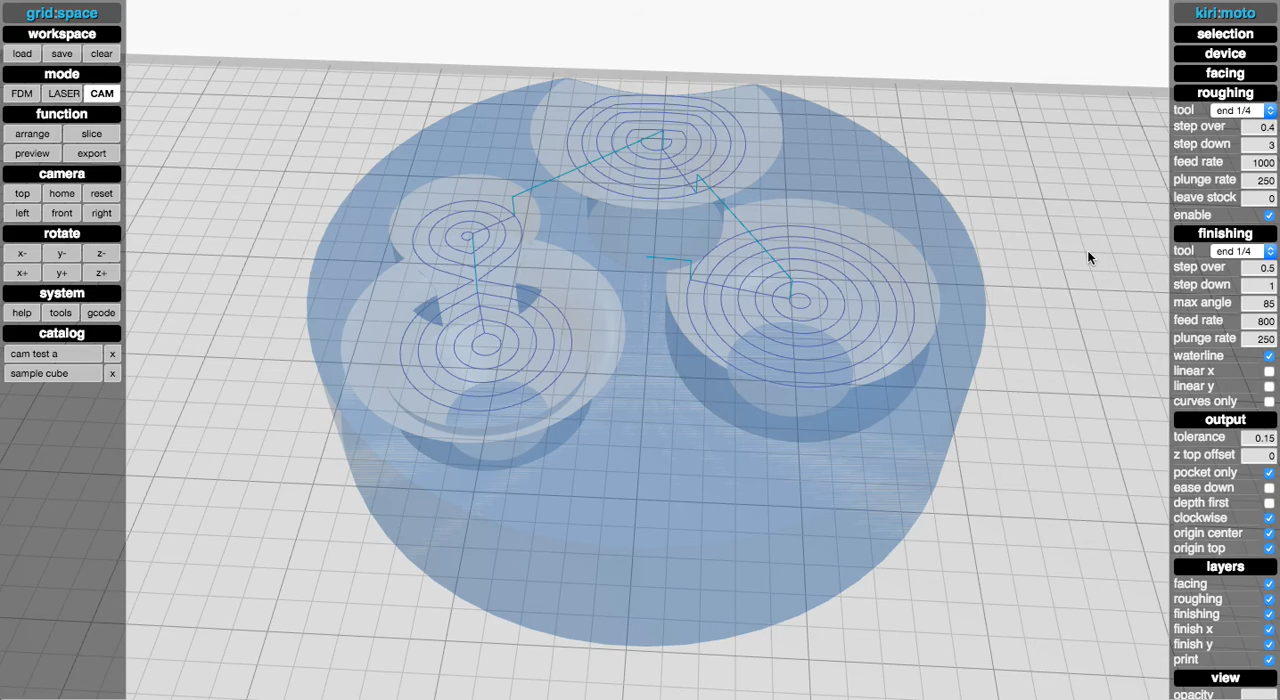 grid:space
workspace
load save clear
mode
FDM LASER CAM
function
arrange slice
preview export
camera
top home reset
left front right
rotate
x- y- z-
x+ y+ z+
system
help tools gcode
catalog
cam test a x
sample cube x
kiri:moto
selection
device
facing
roughing
tool end 1/4
step over 0.4
step down 3
feed rate 1000
plunge rate 250
leave stock 0
enable
finishing
tool end 1/4
step over 0.5
step down 1
max angle 85
feed rate 800
plunge rate 250
waterline
linear x
linear y
curves only
output
tolerance 0.15
z top offset 0
pocket only
ease down
depth first
clockwise
origin center
origin top
layers
facing
roughing
finishing
finish x
finish y
print
view
opacity